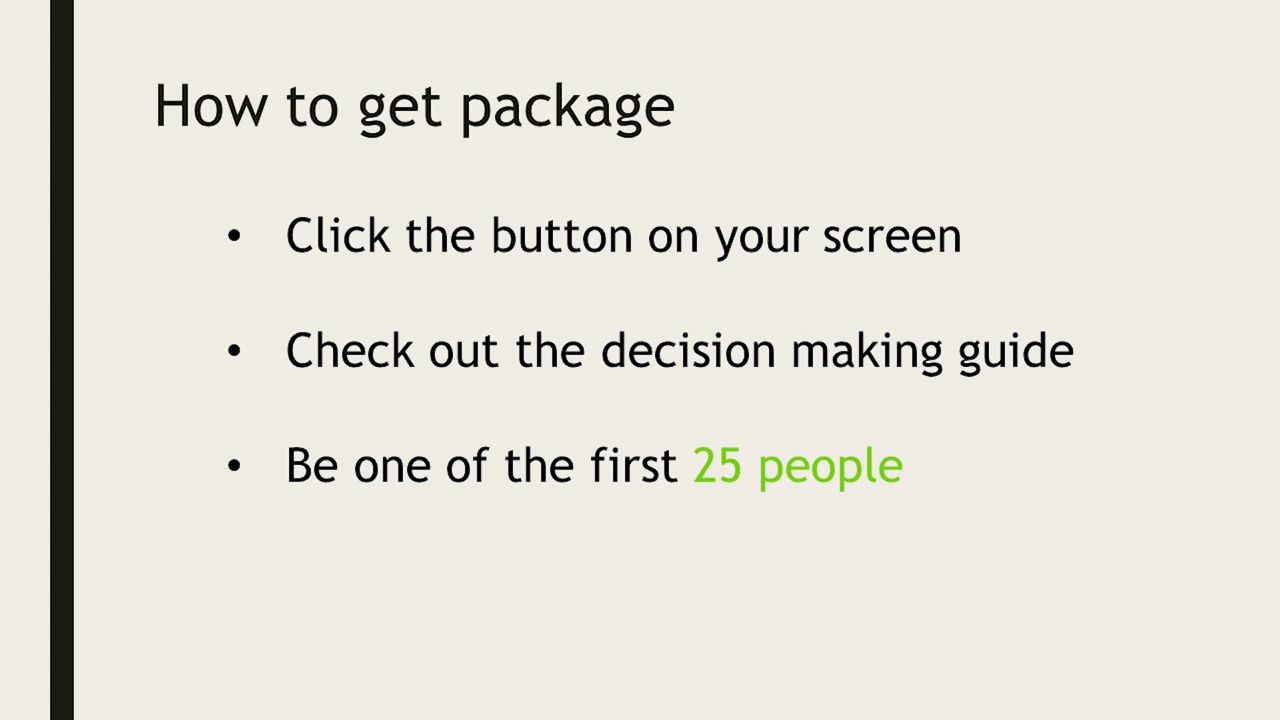 How to get package
• Click the button on your screen
• Check out the decision making guide
• Be one of the first 25 people